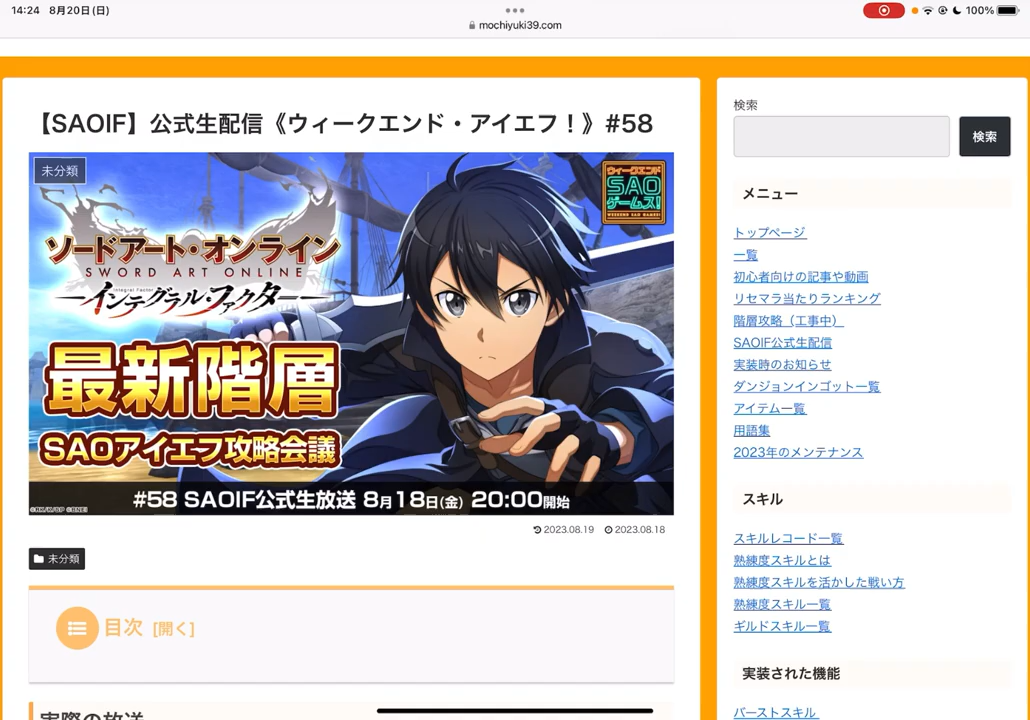 14:24 8月20日(日)
100%
mochiyuki39.com
【SAOIF】公式生配信《ウィークエンド・アイエフ！》#58
未分類
ウィークエンド
SAO
ゲームズ!
WEEKEND SAO GAMES!
ソードアート・オンライン
SWORD ART ONLINE
Integral Factor
インテグラル・ファクター
最新階層
SAOアイエフ攻略会議
#58 SAOIF公式生放送 8月18日(金) 20:00開始
2023.08.19 2023.08.18
未分類
目次 [開く]
実際の放送
検索
検索
メニュー
トップページ
一覧
初心者向けの記事や動画
リセマラ当たりランキング
階層攻略（工事中）
SAOIF公式生配信
実装時のお知らせ
ダンジョンインゴット一覧
アイテム一覧
用語集
2023年のメンテナンス
スキル
スキルレコード一覧
熟練度スキルとは
熟練度スキルを活かした戦い方
熟練度スキル一覧
ギルドスキル一覧
実装された機能
バーストスキル